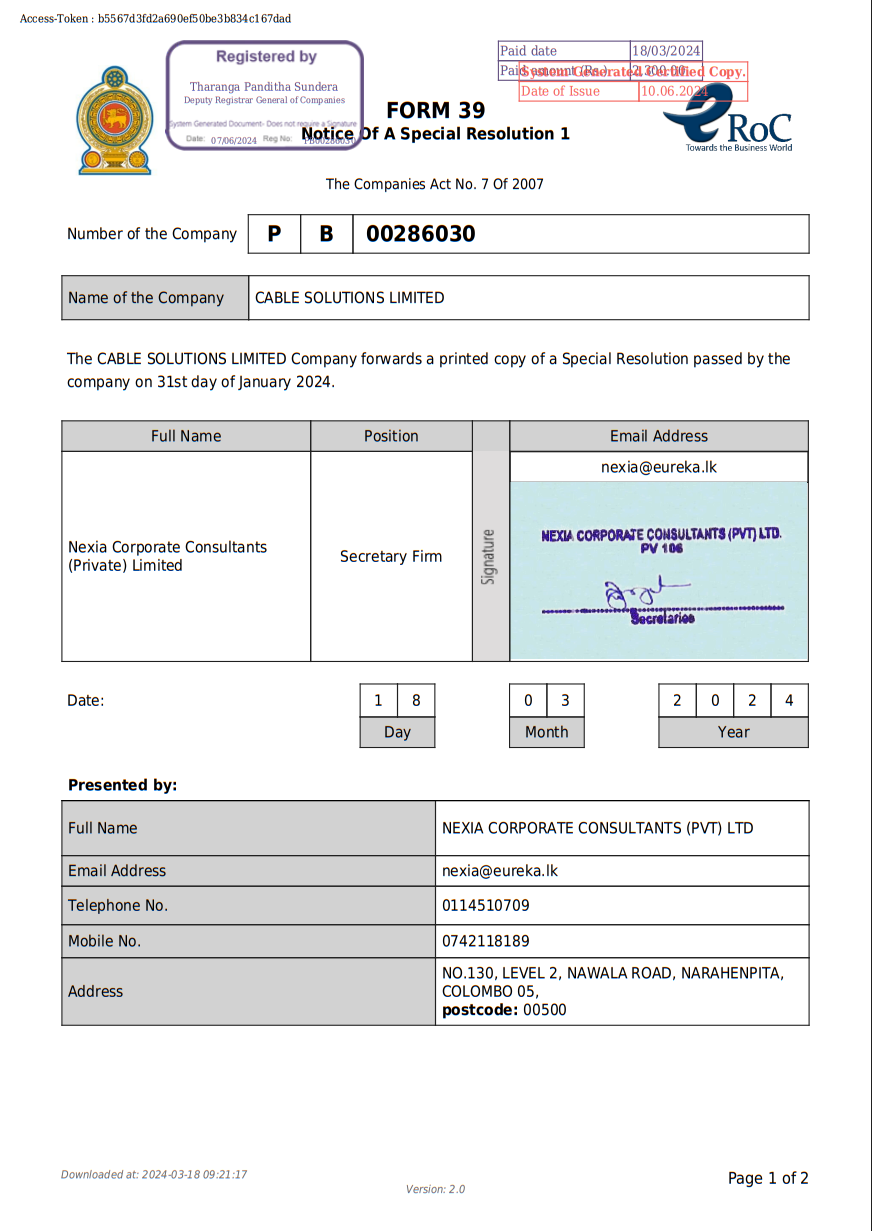 Access-Token : b5567d3fd2a690ef50be3b834c167dad
Registered by
Tharanga Panditha Sundera
Deputy Registrar General of Companies
System Generated Document- Does not require a Signature
Date: 07/06/2024 Reg No: PB00286030
Paid date 18/03/2024
Paid amount (Rs.) 2,300.00
System Generated Certified Copy.
Date of Issue 10.06.2024
eRoC
Towards the Business World
FORM 39
Notice Of A Special Resolution 1
The Companies Act No. 7 Of 2007
Number of the Company P B 00286030
Name of the Company CABLE SOLUTIONS LIMITED
The CABLE SOLUTIONS LIMITED Company forwards a printed copy of a Special Resolution passed by the
company on 31st day of January 2024.
Full Name Position Email Address
nexia@eureka.lk
Nexia Corporate Consultants
(Private) Limited
Secretary Firm
Signature
NEXIA CORPORATE CONSULTANTS (PVT) LTD.
PV 106
Secretaries
Date: 1 8 0 3 2 0 2 4
Day Month Year
Presented by:
Full Name NEXIA CORPORATE CONSULTANTS (PVT) LTD
Email Address nexia@eureka.lk
Telephone No. 0114510709
Mobile No. 0742118189
Address
NO.130, LEVEL 2, NAWALA ROAD, NARAHENPITA,
COLOMBO 05,
postcode: 00500
Downloaded at: 2024-03-18 09:21:17
Version: 2.0
Page 1 of 2